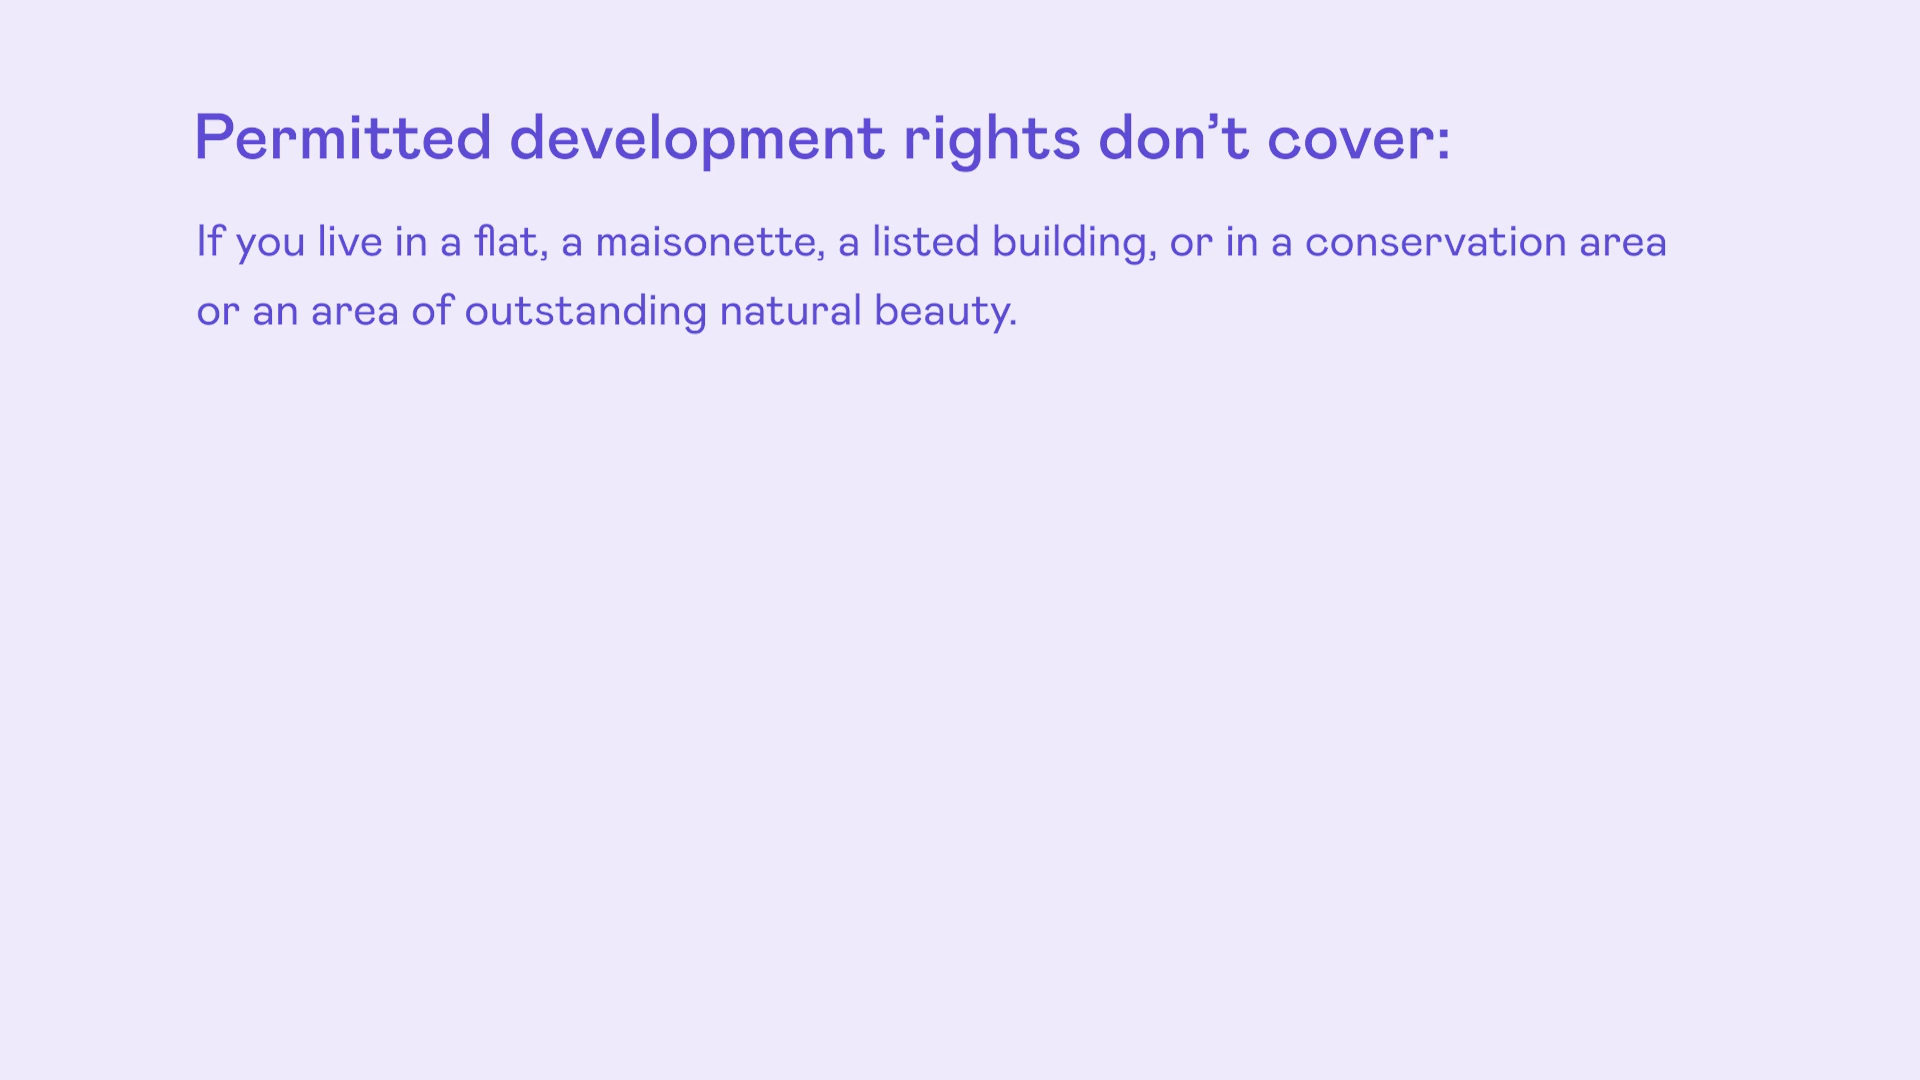 Permitted development rights don’t cover:
If you live in a flat, a maisonette, a listed building, or in a conservation area
or an area of outstanding natural beauty.